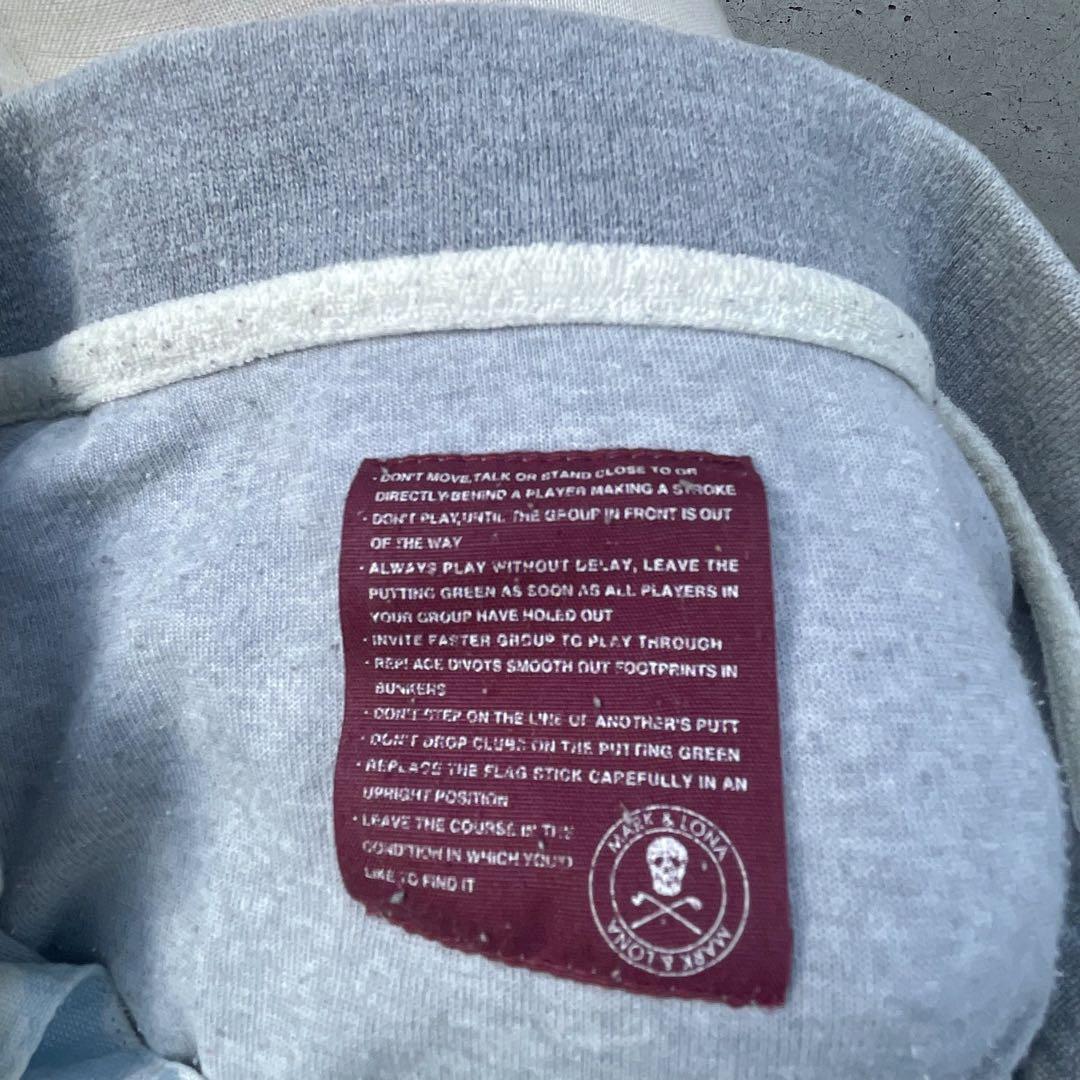 · DON'T MOVE, TALK OR STAND CLOSE TO OR
DIRECTLY BEHIND A PLAYER MAKING A STROKE
· DON'T PLAY, UNTIL THE GROUP IN FRONT IS OUT
OF THE WAY
· ALWAYS PLAY WITHOUT DELAY, LEAVE THE
PUTTING GREEN AS SOON AS ALL PLAYERS IN
YOUR GROUP HAVE HOLED OUT
· INVITE FASTER GROUP TO PLAY THROUGH
· REPLACE DIVOTS SMOOTH OUT FOOTPRINTS IN
BUNKERS
· DON'T STEP ON THE LINE OF ANOTHER'S PUTT
· DON'T DROP CLUBS ON THE PUTTING GREEN
· REPLACE THE FLAG STICK CAREFULLY IN AN
UPRIGHT POSITION
· LEAVE THE COURSE IN THE
CONDITION IN WHICH YOU'D
LIKE TO FIND IT
MARK & LONA
MARK & LONA